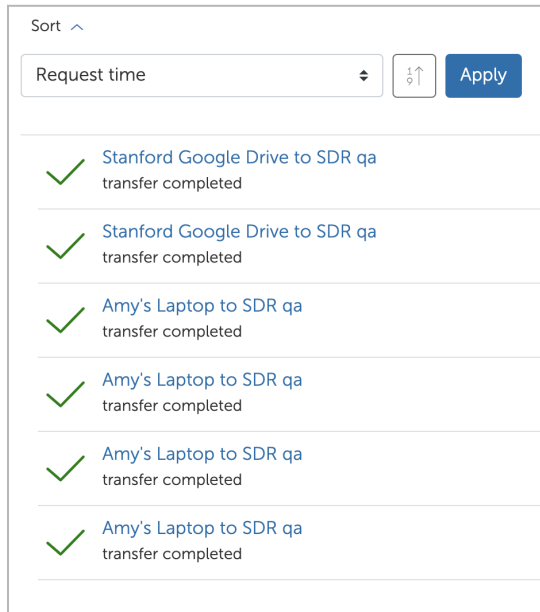 Sort
Request time
1
9
Apply
Stanford Google Drive to SDR qa
transfer completed
Stanford Google Drive to SDR qa
transfer completed
Amy's Laptop to SDR qa
transfer completed
Amy's Laptop to SDR qa
transfer completed
Amy's Laptop to SDR qa
transfer completed
Amy's Laptop to SDR qa
transfer completed